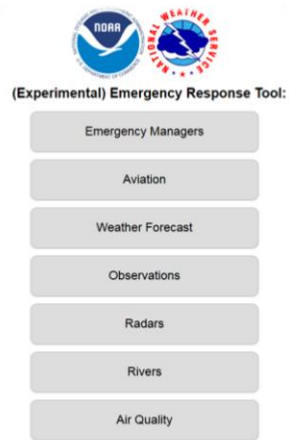 NOAA
NATIONAL WEATHER SERVICE
(Experimental) Emergency Response Tool:
Emergency Managers
Aviation
Weather Forecast
Observations
Radars
Rivers
Air Quality